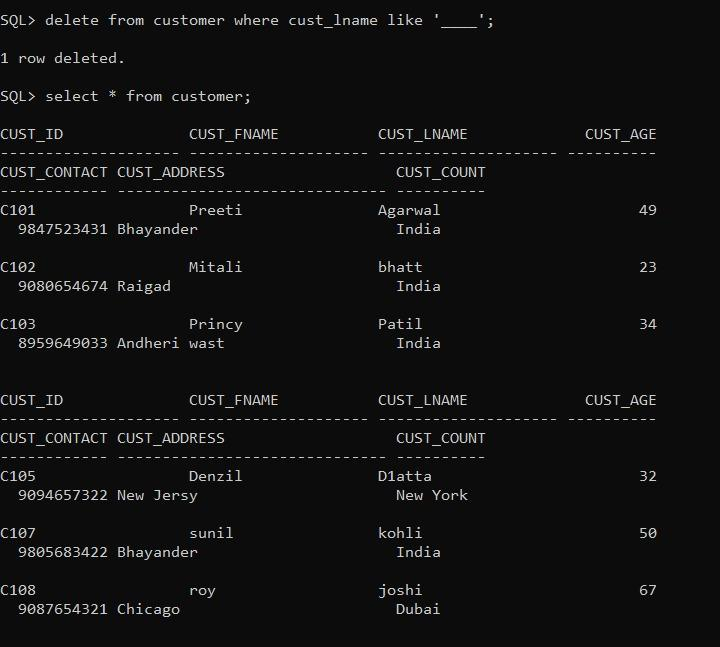 SQL> delete from customer where cust_lname like '____';
1 row deleted.
SQL> select * from customer;
CUST_ID              CUST_FNAME           CUST_LNAME             CUST_AGE
-------------------- -------------------- -------------------- ----------
CUST_CONTACT CUST_ADDRESS                   CUST_COUNT
------------ ------------------------------ ----------
C101                 Preeti               Agarwal                      49
  9847523431 Bhayander                      India
C102                 Mitali               bhatt                        23
  9080654674 Raigad                         India
C103                 Princy               Patil                        34
  8959649033 Andheri wast                   India
CUST_ID              CUST_FNAME           CUST_LNAME             CUST_AGE
-------------------- -------------------- -------------------- ----------
CUST_CONTACT CUST_ADDRESS                   CUST_COUNT
------------ ------------------------------ ----------
C105                 Denzil               D1atta                       32
  9094657322 New Jersy                      New York
C107                 sunil                kohli                        50
  9805683422 Bhayander                      India
C108                 roy                  joshi                        67
  9087654321 Chicago                        Dubai